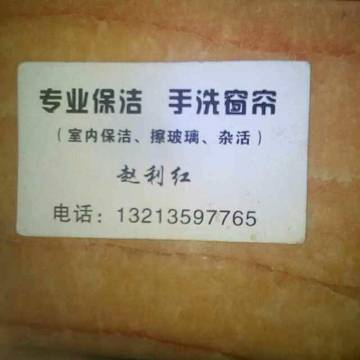 专业保洁 手洗窗帘
（室内保洁、擦玻璃、杂活）
赵利红
电话：13213597765